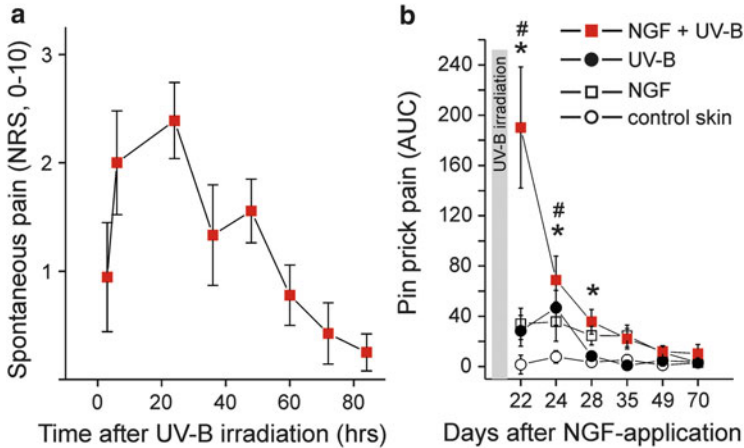 a
Spontaneous pain (NRS, 0-10)
3
2
1
0 20 40 60 80
Time after UV-B irradiation (hrs)
b
Pin prick pain (AUC)
240
200
160
120
80
40
0
UV-B irradiation
#
*
#
*
*
NGF + UV-B
UV-B
NGF
control skin
22 24 28 35 49 70
Days after NGF-application